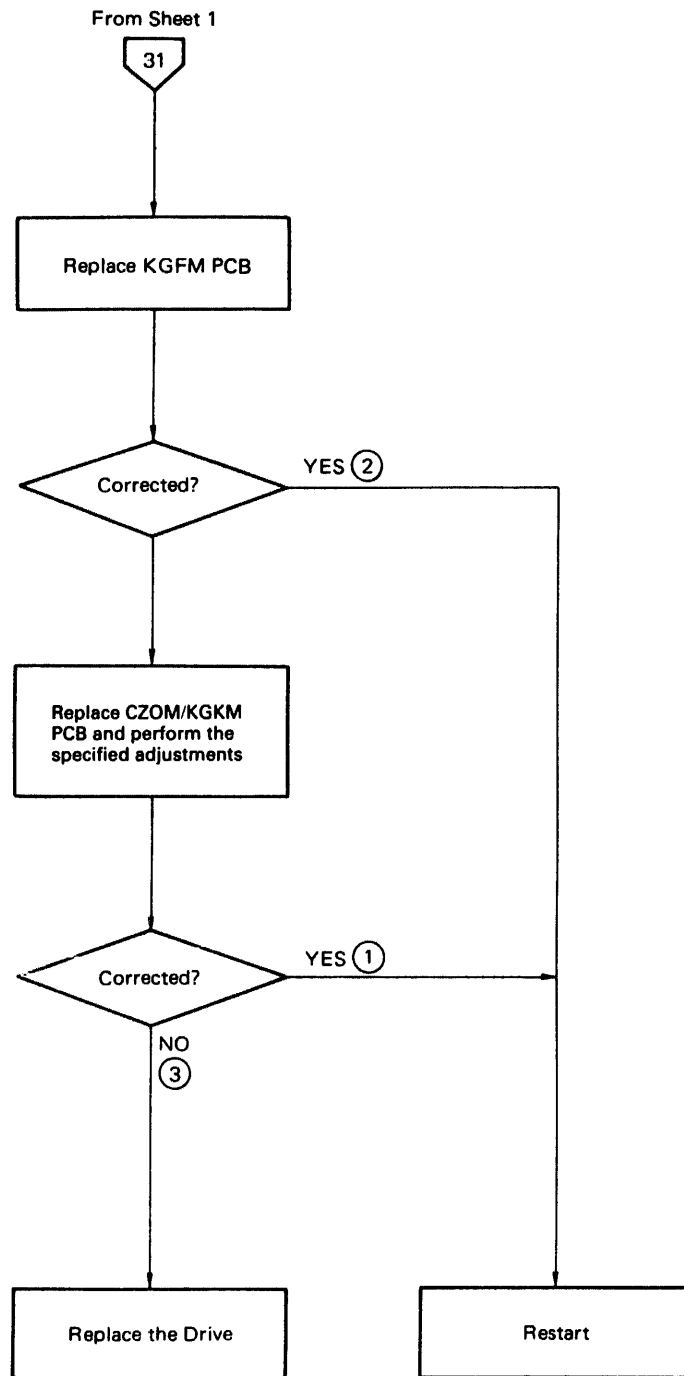 From Sheet 1
31
Replace KGFM PCB
Corrected?
YES 2
Replace CZOM/KGKM
PCB and perform the
specified adjustments
Corrected?
YES 1
NO
3
Replace the Drive
Restart